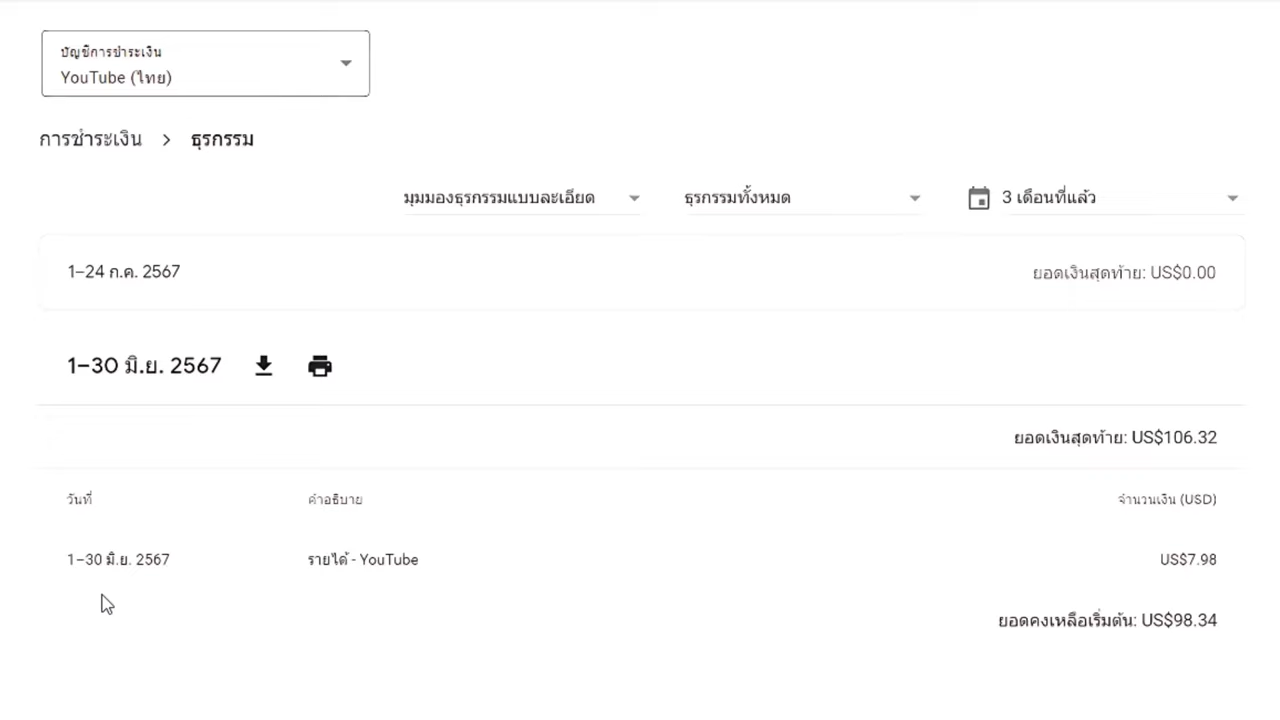 บัญชีการชำระเงิน
YouTube (ไทย)
การชำระเงิน > ธุรกรรม
มุมมองธุรกรรมแบบละเอียด ธุรกรรมทั้งหมด 3 เดือนที่แล้ว
1–24 ก.ค. 2567 ยอดเงินสุดท้าย: US$0.00
1–30 มิ.ย. 2567
ยอดเงินสุดท้าย: US$106.32
วันที่ คำอธิบาย จำนวนเงิน (USD)
1–30 มิ.ย. 2567 รายได้ - YouTube US$7.98
ยอดคงเหลือเริ่มต้น: US$98.34